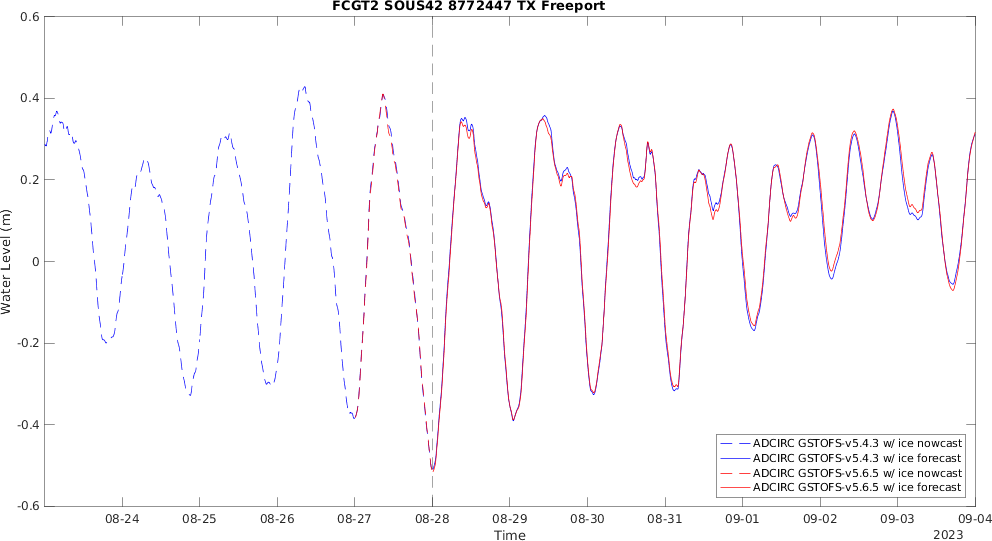 FCGT2 SOUS42 8772447 TX Freeport
0.6
0.4
0.2
0
-0.2
-0.4
-0.6
Water Level (m)
08-24 08-25 08-26 08-27 08-28 08-29 08-30 08-31 09-01 09-02 09-03 09-04
Time
2023
ADCIRC GSTOFS-v5.4.3 w/ ice nowcast
ADCIRC GSTOFS-v5.4.3 w/ ice forecast
ADCIRC GSTOFS-v5.6.5 w/ ice nowcast
ADCIRC GSTOFS-v5.6.5 w/ ice forecast